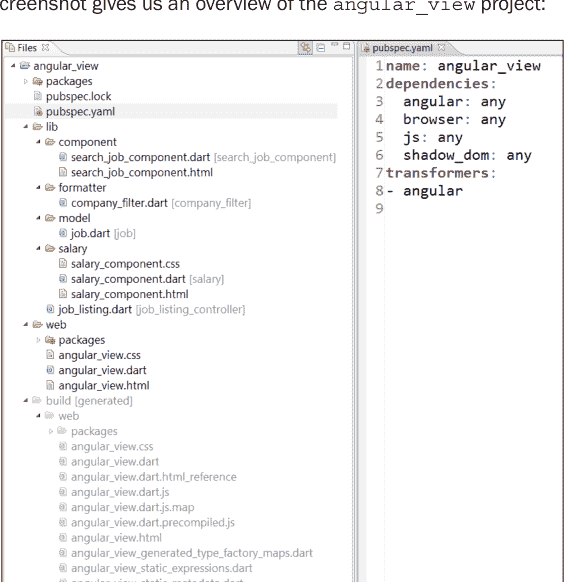 creenshot gives us an overview of the angular_view project:
Files
angular_view
packages
pubspec.lock
pubspec.yaml
lib
component
search_job_component.dart [search_job_component]
search_job_component.html
formatter
company_filter.dart [company_filter]
model
job.dart [job]
salary
salary_component.css
salary_component.dart [salary]
salary_component.html
job_listing.dart [job_listing_controller]
web
packages
angular_view.css
angular_view.dart
angular_view.html
build [generated]
web
packages
angular_view.css
angular_view.dart
angular_view.dart.html_reference
angular_view.dart.js
angular_view.dart.js.map
angular_view.dart.precompiled.js
angular_view.html
angular_view_generated_type_factory_maps.dart
angular_view_static_expressions.dart
angular_view_static_metadata.dart
pubspec.yaml
1 name: angular_view
2 dependencies:
3   angular: any
4   browser: any
5   js: any
6   shadow_dom: any
7 transformers:
8 - angular
9